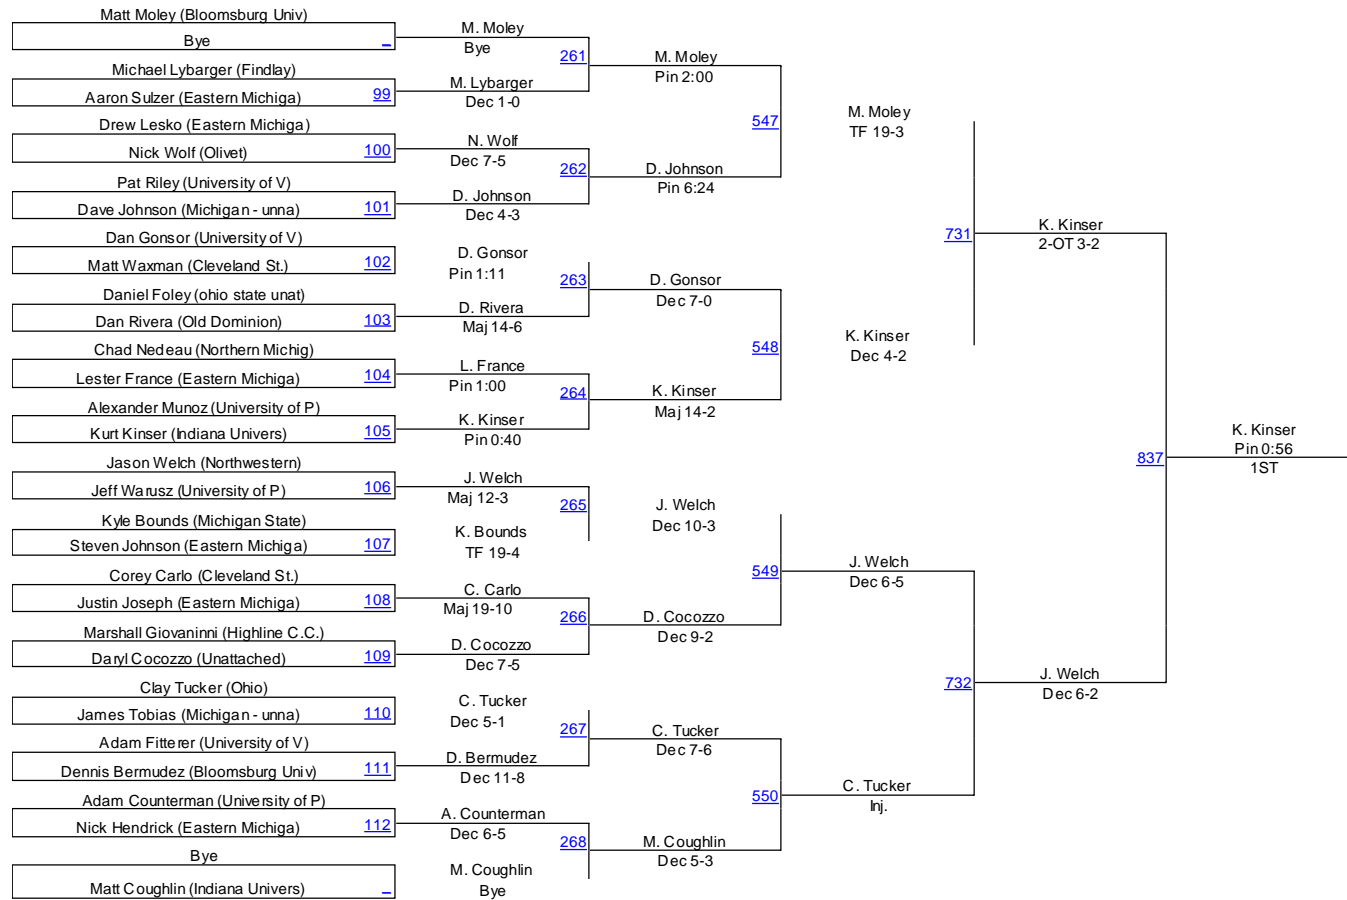 Matt Moley (Bloomsburg Univ)
Bye
_
Michael Lybarger (Findlay)
Aaron Sulzer (Eastern Michiga)
99
Drew Lesko (Eastern Michiga)
Nick Wolf (Olivet)
100
Pat Riley (University of V)
Dave Johnson (Michigan - unna)
101
Dan Gonsor (University of V)
Matt Waxman (Cleveland St.)
102
Daniel Foley (ohio state unat)
Dan Rivera (Old Dominion)
103
Chad Nedeau (Northern Michig)
Lester France (Eastern Michiga)
104
Alexander Munoz (University of P)
Kurt Kinser (Indiana Univers)
105
Jason Welch (Northwestern)
Jeff Warusz (University of P)
106
Kyle Bounds (Michigan State)
Steven Johnson (Eastern Michiga)
107
Corey Carlo (Cleveland St.)
Justin Joseph (Eastern Michiga)
108
Marshall Giovaninni (Highline C.C.)
Daryl Cocozzo (Unattached)
109
Clay Tucker (Ohio)
James Tobias (Michigan - unna)
110
Adam Fitterer (University of V)
Dennis Bermudez (Bloomsburg Univ)
111
Adam Counterman (University of P)
Nick Hendrick (Eastern Michiga)
112
Bye
Matt Coughlin (Indiana Univers)
_
M. Moley
Bye
261
M. Lybarger
Dec 1-0
N. Wolf
Dec 7-5
262
D. Johnson
Dec 4-3
D. Gonsor
Pin 1:11
263
D. Rivera
Maj 14-6
L. France
Pin 1:00
264
K. Kinser
Pin 0:40
J. Welch
Maj 12-3
265
K. Bounds
TF 19-4
C. Carlo
Maj 19-10
266
D. Cocozzo
Dec 7-5
C. Tucker
Dec 5-1
267
D. Bermudez
Dec 11-8
A. Counterman
Dec 6-5
268
M. Coughlin
Bye
M. Moley
Pin 2:00
547
D. Johnson
Pin 6:24
D. Gonsor
Dec 7-0
548
K. Kinser
Maj 14-2
J. Welch
Dec 10-3
549
D. Cocozzo
Dec 9-2
C. Tucker
Dec 7-6
550
M. Coughlin
Dec 5-3
M. Moley
TF 19-3
731
K. Kinser
Dec 4-2
J. Welch
Dec 6-5
732
C. Tucker
Inj.
K. Kinser
2-OT 3-2
837
J. Welch
Dec 6-2
K. Kinser
Pin 0:56
1ST